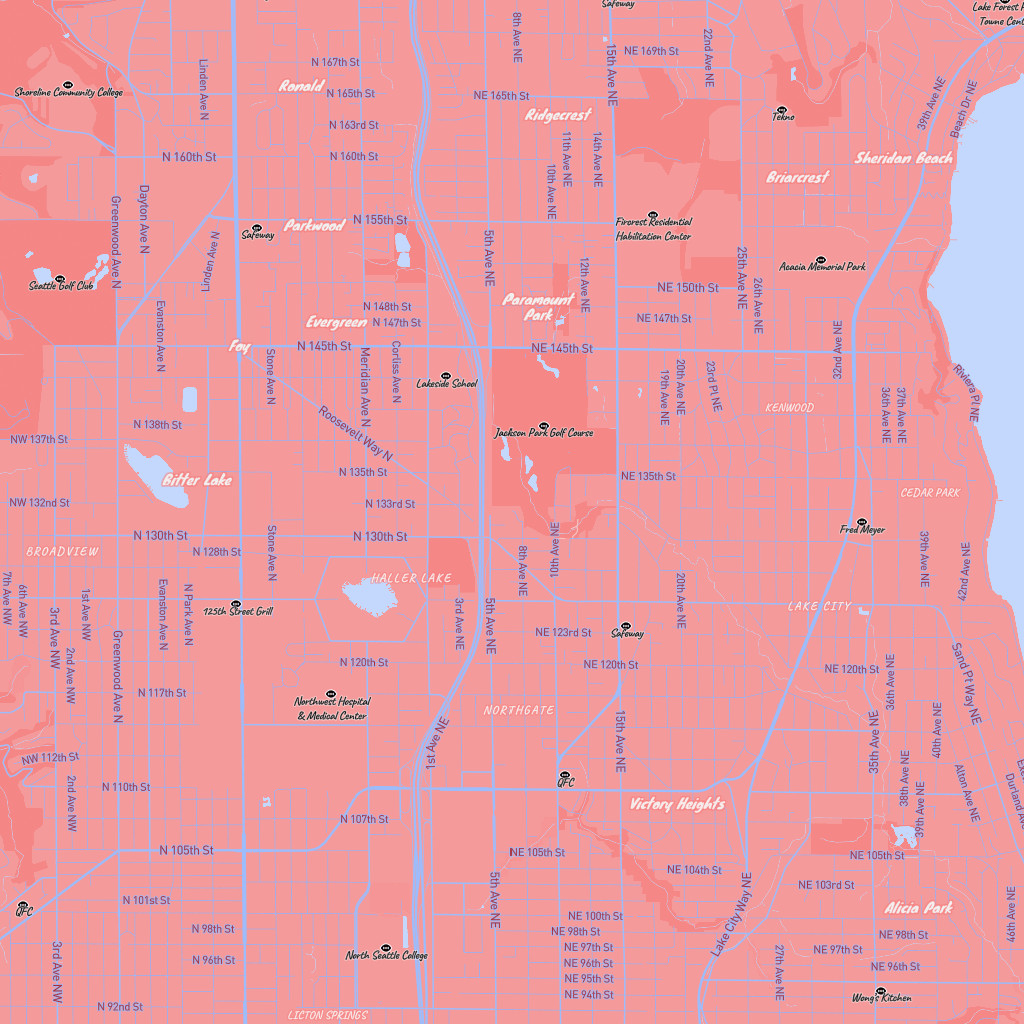 Safeway
Lake Forest
Towne Cent
8th Ave NE
15th Ave NE
NE 169th St
22nd Ave NE
N 167th St
Linden Ave N
Ronald
Shoreline Community College
N 165th St
NE 165th St
39th Ave NE
Beach Dr NE
Ridgecrest
Tekno
N 163rd St
11th Ave NE
14th Ave NE
N 160th St
N 160th St
Sheridan Beach
Briarcrest
10th Ave NE
Dayton Ave N
Greenwood Ave N
N 155th St
Parkwood
Safeway
Fircrest Residential
Habilitation Center
5th Ave NE
Linden Ave N
Acacia Memorial Park
25th Ave NE
12th Ave NE
26th Ave NE
Seattle Golf Club
NE 150th St
Paramount
Park
N 148th St
NE 147th St
Evergreen
N 147th St
Evanston Ave N
32nd Ave NE
Foy
N 145th St
NE 145th St
Stone Ave N
Meridian Ave N
Corliss Ave N
Lakeside School
20th Ave NE
19th Ave NE
23rd Pl NE
Riviera Pl NE
KENWOOD
36th Ave NE
37th Ave NE
N 138th St
Roosevelt Way N
Jackson Park Golf Course
NW 137th St
N 135th St
NE 135th St
Bitter Lake
CEDAR PARK
NW 132nd St
N 133rd St
Fred Meyer
N 130th St
N 130th St
BROADVIEW
N 128th St
Stone Ave N
10th Ave NE
8th Ave NE
39th Ave NE
42nd Ave NE
HALLER LAKE
7th Ave NW
6th Ave NW
1st Ave NW
Evanston Ave N
N Park Ave N
20th Ave NE
LAKE CITY
125th Street Grill
3rd Ave NW
3rd Ave NE
5th Ave NE
NE 123rd St
Safeway
Greenwood Ave N
N 120th St
NE 120th St
NE 120th St
2nd Ave NW
36th Ave NE
Sand Pt Way NE
N 117th St
Northwest Hospital
& Medical Center
NORTHGATE
1st Ave NE
15th Ave NE
35th Ave NE
40th Ave NE
NW 112th St
QFC
38th Ave NE
Alton Ave NE
N 110th St
2nd Ave NW
39th Ave NE
Durland Av
Victory Heights
N 107th St
N 105th St
NE 105th St
NE 105th St
NE 104th St
NE 103rd St
5th Ave NE
N 101st St
QFC
Lake City Way NE
Alicia Park
46th Ave NE
NE 100th St
N 98th St
NE 98th St
NE 98th St
NE 97th St
NE 97th St
North Seattle College
3rd Ave NW
N 96th St
NE 96th St
NE 96th St
27th Ave NE
NE 95th St
NE 94th St
Wong's Kitchen
N 92nd St
LICTON SPRINGS